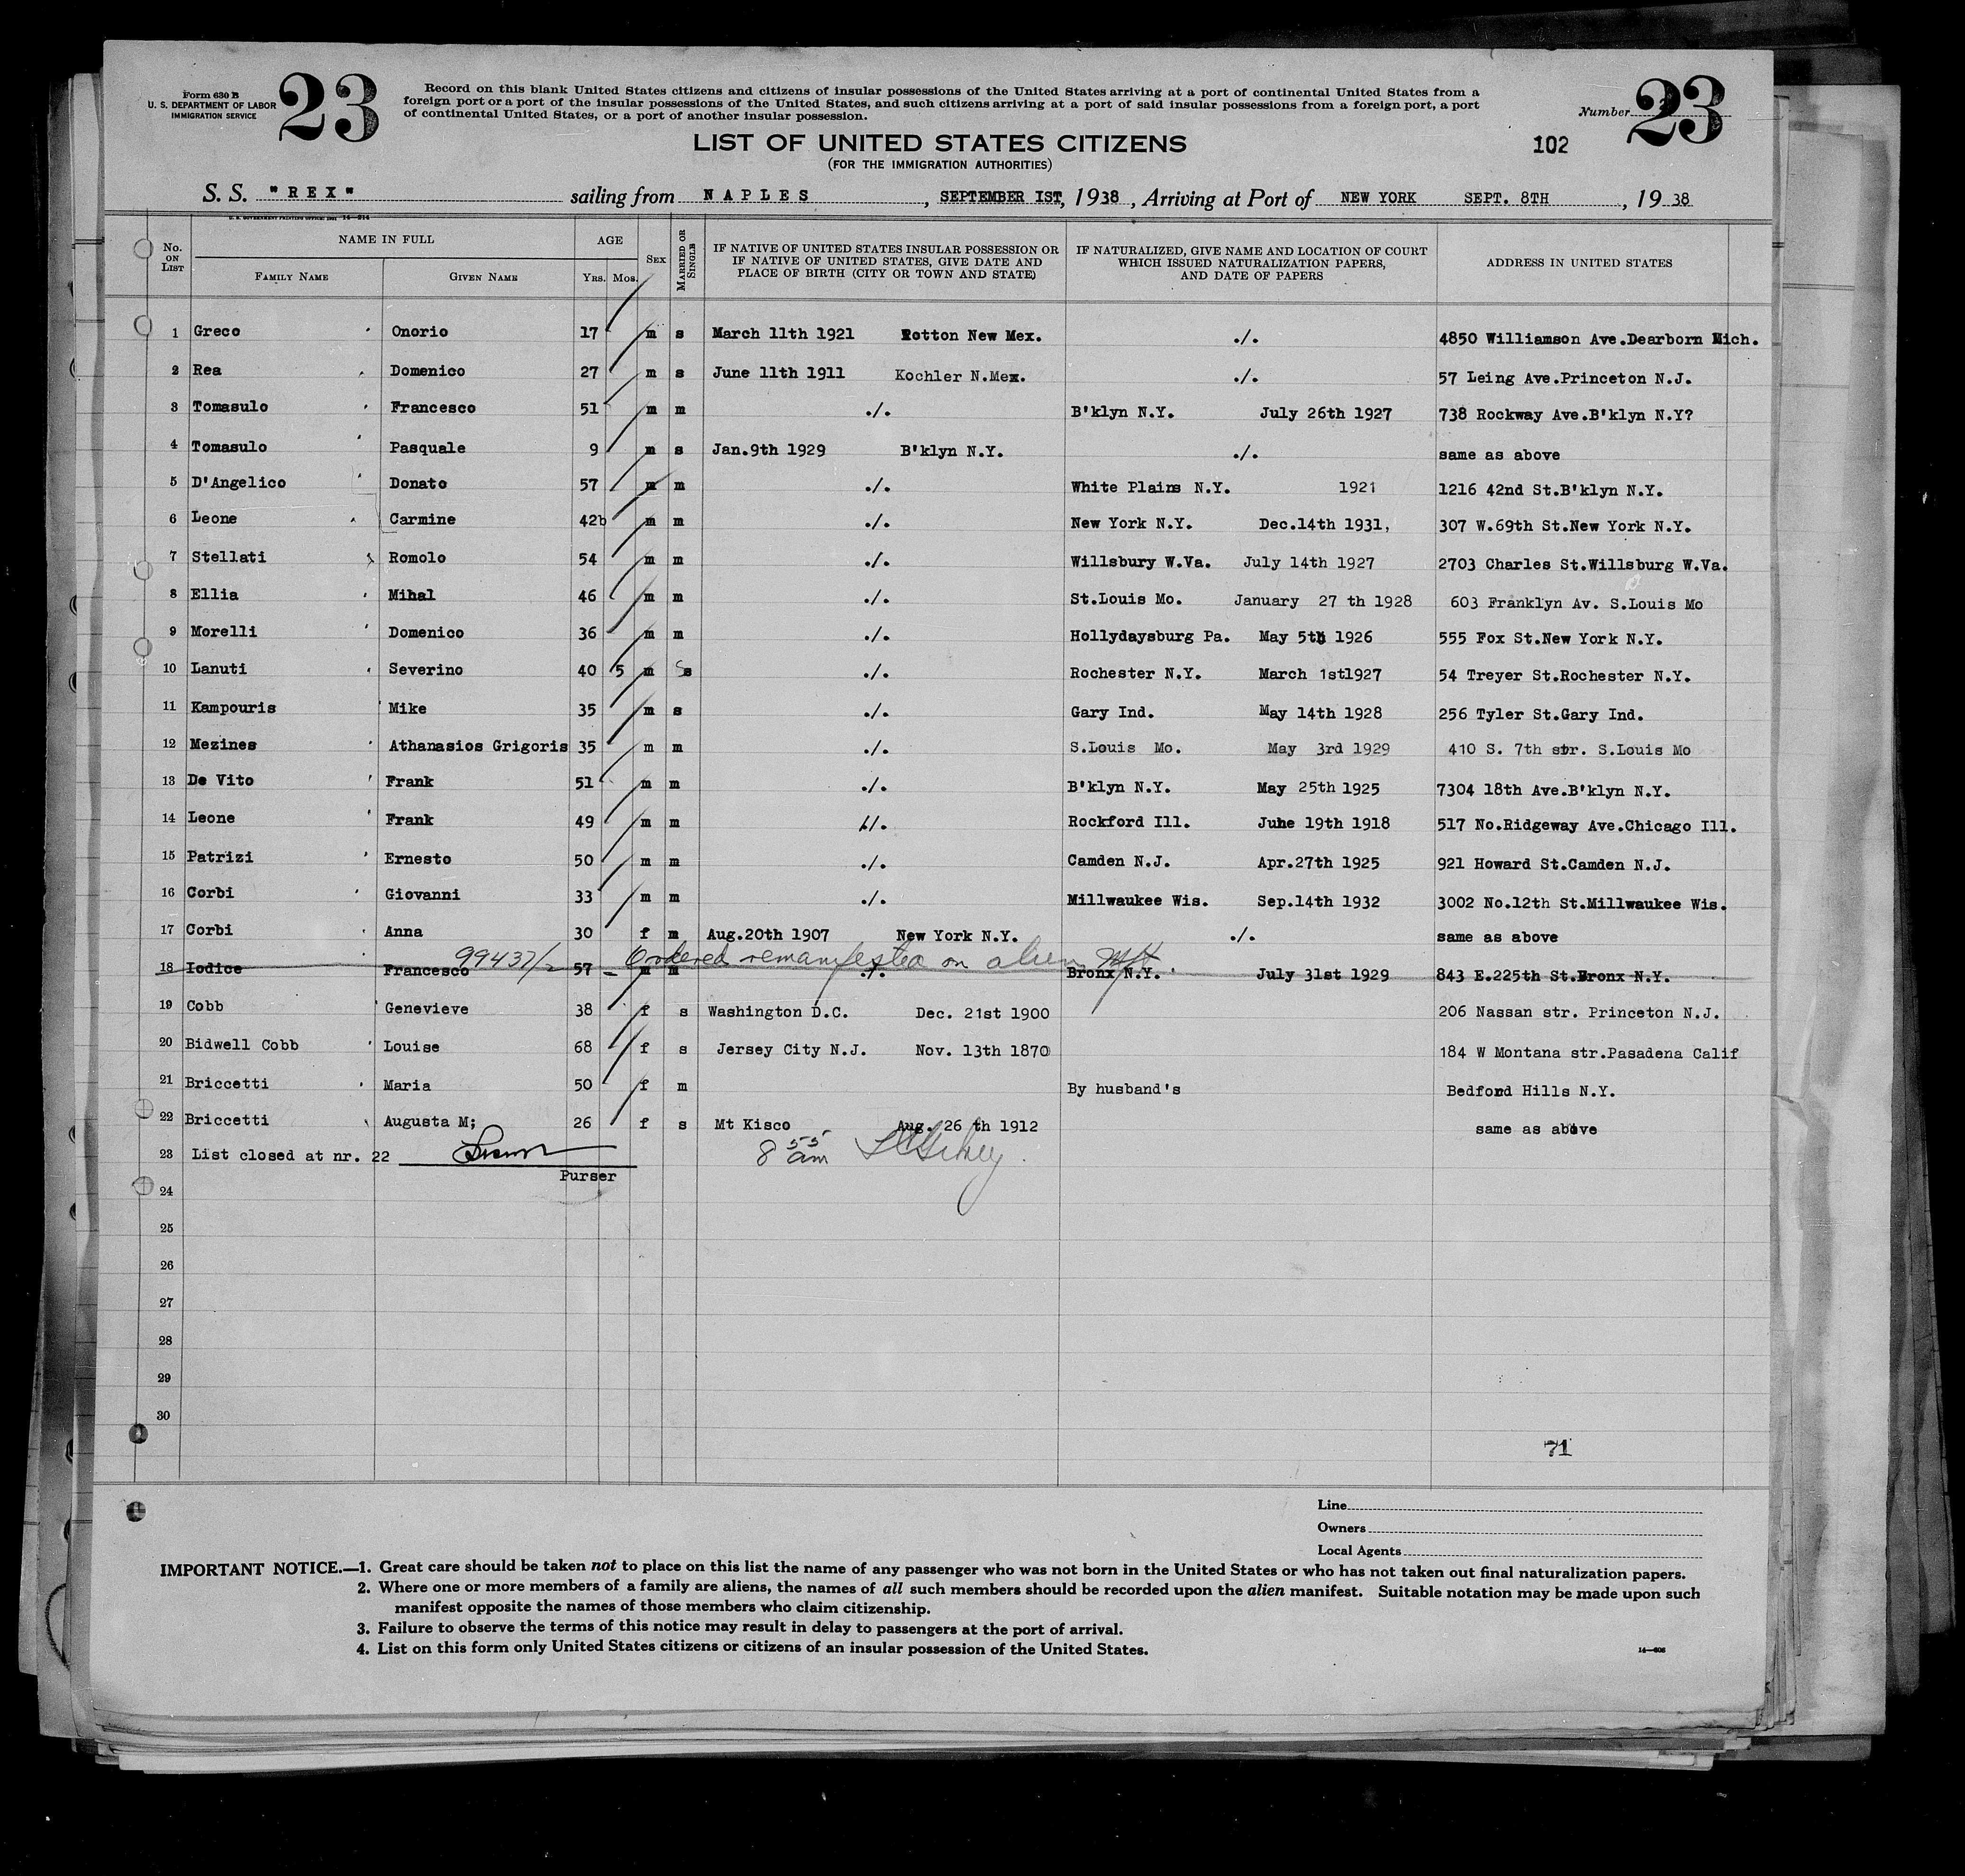 Form 630 B
U. S. DEPARTMENT OF LABOR
IMMIGRATION SERVICE
23
Record on this blank United States citizens and citizens of insular possessions of the United States arriving at a port of continental United States from a
foreign port or a port of the insular possessions of the United States, and such citizens arriving at a port of said insular possessions from a foreign port, a port
of continental United States, or a port of another insular possession.
Number 23
LIST OF UNITED STATES CITIZENS
(FOR THE IMMIGRATION AUTHORITIES)
102
S. S. "REX" sailing from NAPLES, SEPTEMBER IST, 1938, Arriving at Port of NEW YORK SEPT. 8TH, 19 38
No. ON LIST NAME IN FULL FAMILY NAME GIVEN NAME AGE YRS. MOS. SEX MARRIED OR SINGLE IF NATIVE OF UNITED STATES INSULAR POSSESSION OR IF NATIVE OF UNITED STATES, GIVE DATE AND PLACE OF BIRTH (CITY OR TOWN AND STATE) IF NATURALIZED, GIVE NAME AND LOCATION OF COURT WHICH ISSUED NATURALIZATION PAPERS, AND DATE OF PAPERS ADDRESS IN UNITED STATES
1 Greco Onorio 17 m s March 11th 1921 Rotton New Mex. ./. 4850 Williamson Ave.Dearborn Mich.
2 Rea Domenico 27 m s June 11th 1911 Kochler N.Mex. ./. 57 Leing Ave.Princeton N.J.
3 Tomasulo Francesco 51 m m ./. B'klyn N.Y. July 26th 1927 738 Rockway Ave.B'klyn N.Y?
4 Tomasulo Pasquale 9 m s Jan.9th 1929 B'klyn N.Y. ./. same as above
5 D'Angelico Donato 57 m m ./. White Plains N.Y. 1921 1216 42nd St.B'klyn N.Y.
6 Leone Carmine 42b m m ./. New York N.Y. Dec.14th 1931, 307 W.69th St.New York N.Y.
7 Stellati Romolo 54 m m ./. Willsbury W.Va. July 14th 1927 2703 Charles St.Willsburg W.Va.
8 Ellia Mihal 46 m m ./. St.Louis Mo. January 27 th 1928 603 Franklyn Av. S.Louis Mo
9 Morelli Domenico 36 m m ./. Hollydaysburg Pa. May 5th 1926 555 Fox St.New York N.Y.
10 Lanuti Severino 40 5 m S s ./. Rochester N.Y. March 1st1927 54 Treyer St.Rochester N.Y.
11 Kampouris Mike 35 m s ./. Gary Ind. May 14th 1928 256 Tyler St.Gary Ind.
12 Mezines Athanasios Grigoris 35 m m ./. S.Louis Mo. May 3rd 1929 410 S. 7th str. S.Louis Mo
13 De Vito Frank 51 m m ./. B'klyn N.Y. May 25th 1925 7304 18th Ave.B'klyn N.Y.
14 Leone Frank 49 m m ./. Rockford Ill. June 19th 1918 517 No.Ridgeway Ave.Chicago Ill.
15 Patrizi Ernesto 50 m m ./. Camden N.J. Apr.27th 1925 921 Howard St.Camden N.J.
16 Corbi Giovanni 33 m m ./. Millwaukee Wis. Sep.14th 1932 3002 No.12th St.Millwaukee Wis.
17 Corbi Anna 30 f m Aug.20th 1907 New York N.Y. ./. same as above
99437/2 – Ordered remanifested on alien
18 Iodice Francesco 57 m m ./. Bronx N.Y. July 31st 1929 843 E.225th St.Bronx N.Y.
19 Cobb Genevieve 38 f s Washington D.C. Dec. 21st 1900 206 Nassan str. Princeton N.J.
20 Bidwell Cobb Louise 68 f s Jersey City N.J. Nov. 13th 1870 184 W Montana str.Pasadena Calif
21 Briccetti Maria 50 f m By husband's Bedford Hills N.Y.
22 Briccetti Augusta M; 26 f s Mt Kisco Aug. 26 th 1912 same as above
23 List closed at nr. 22 8 55 am
Purser
24
25
26
27
28
29
30
71
Line
Owners
Local Agents
IMPORTANT NOTICE.—1. Great care should be taken not to place on this list the name of any passenger who was not born in the United States or who has not taken out final naturalization papers.
2. Where one or more members of a family are aliens, the names of all such members should be recorded upon the alien manifest. Suitable notation may be made upon such
manifest opposite the names of those members who claim citizenship.
3. Failure to observe the terms of this notice may result in delay to passengers at the port of arrival.
4. List on this form only United States citizens or citizens of an insular possession of the United States.
14—606